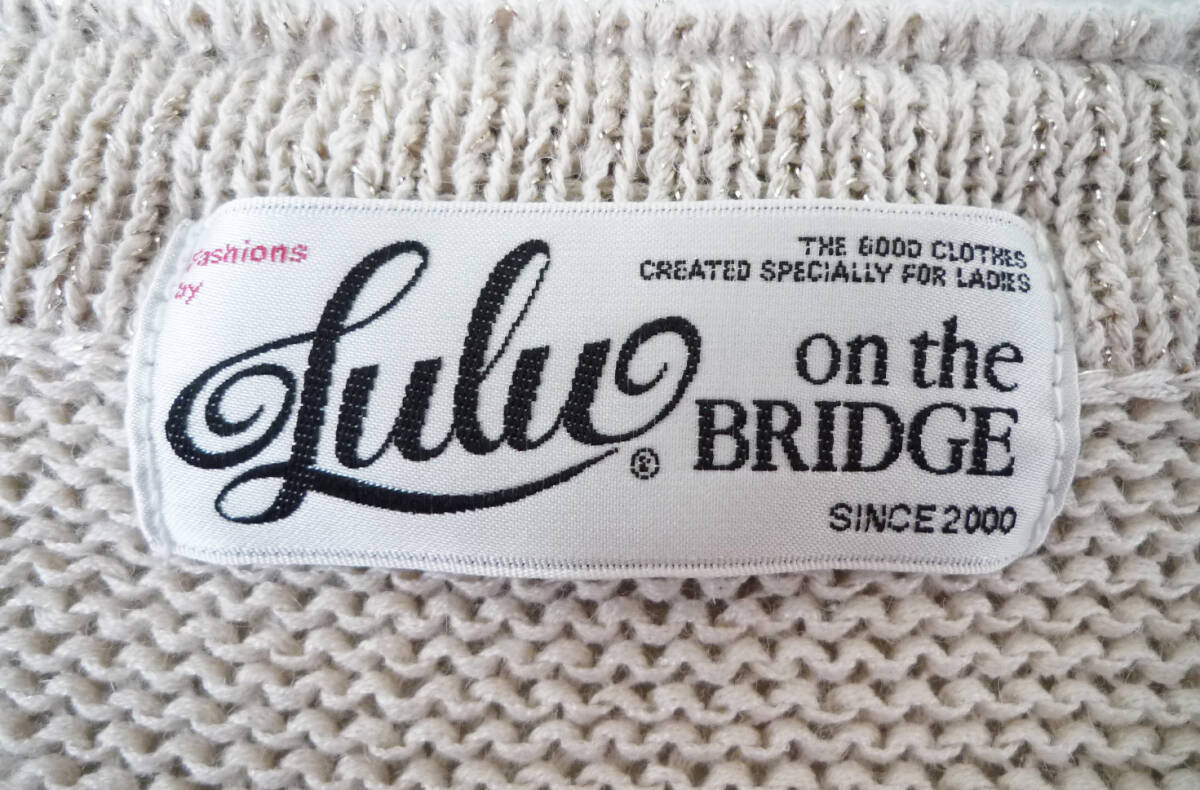 Fashions
by
Lulu
®
THE GOOD CLOTHES
CREATED SPECIALLY FOR LADIES
on the
BRIDGE
SINCE 2000